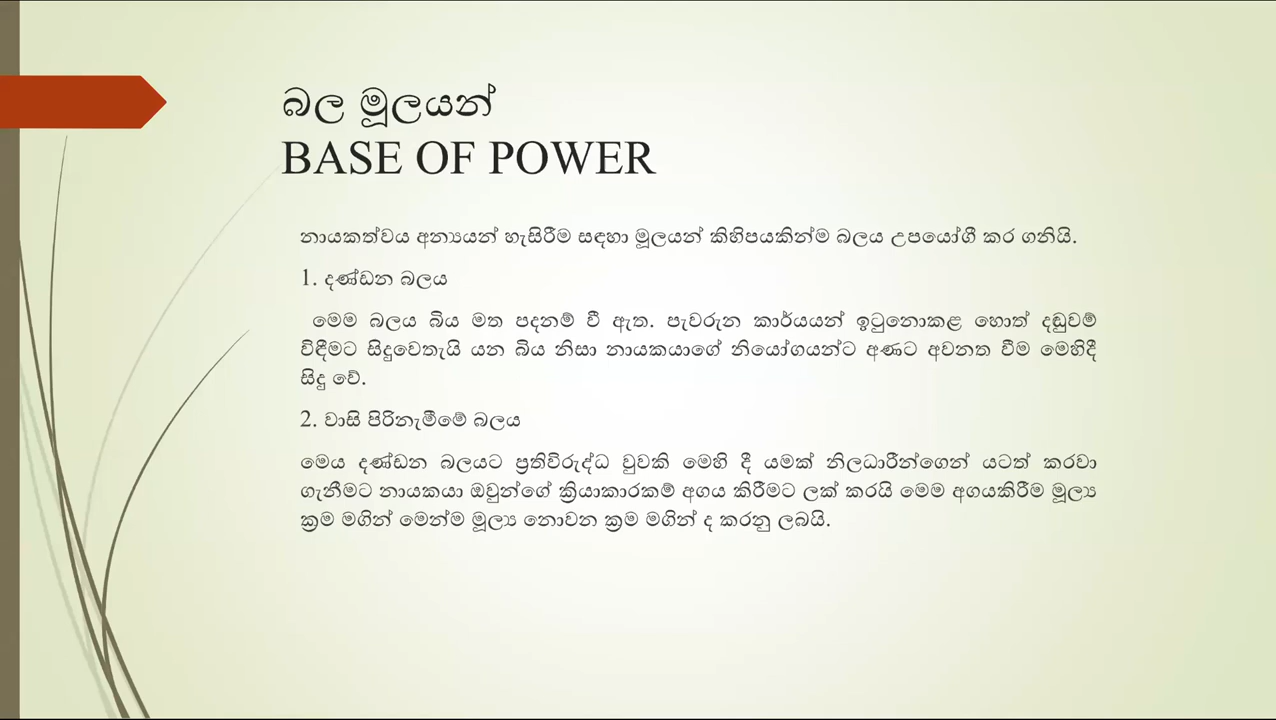 බල මූලයන්
BASE OF POWER
නායකත්වය අන්‍යයන් හැසිරීම සඳහා මූලයන් කිහිපයකින්ම බලය උපයෝගී කර ගනියි.
1. දණ්ඩන බලය
මෙම බලය බිය මත පදනම් වී ඇත. පැවරුන කාර්යයන් ඉටුනොකළ හොත් දඬුවම්
විඳීමට සිදුවෙතැයි යන බිය නිසා නායකයාගේ නියෝගයන්ට අණට අවනත වීම මෙහිදී
සිදු වේ.
2. වාසි පිරිනැමීමේ බලය
මෙය දණ්ඩන බලයට ප්‍රතිවිරුද්ධ වුවකි මෙහි දී යමක් නිලධාරීන්ගෙන් යටත් කරවා
ගැනීමට නායකයා ඔවුන්ගේ ක්‍රියාකාරකම් අගය කිරීමට ලක් කරයි මෙම අගයකිරීම මූල්‍ය
ක්‍රම මගින් මෙන්ම මූල්‍ය නොවන ක්‍රම මගින් ද කරනු ලබයි.